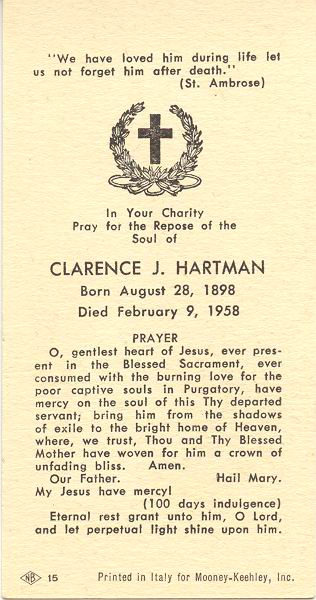 "We have loved him during life let
us not forget him after death."
(St. Ambrose)
In Your Charity
Pray for the Repose of the
Soul of
CLARENCE J. HARTMAN
Born August 28, 1898
Died February 9, 1958
PRAYER
O, gentlest heart of Jesus, ever pres-
ent in the Blessed Sacrament, ever
consumed with the burning love for the
poor captive souls in Purgatory, have
mercy on the soul of this Thy departed
servant; bring him from the shadows
of exile to the bright home of Heaven,
where, we trust, Thou and Thy Blessed
Mother have woven for him a crown of
unfading bliss. Amen.
Our Father. Hail Mary.
My Jesus have mercy!
(100 days indulgence)
Eternal rest grant unto him, O Lord,
and let perpetual light shine upon him.
NB 15 Printed in Italy for Mooney-Keehley, Inc.